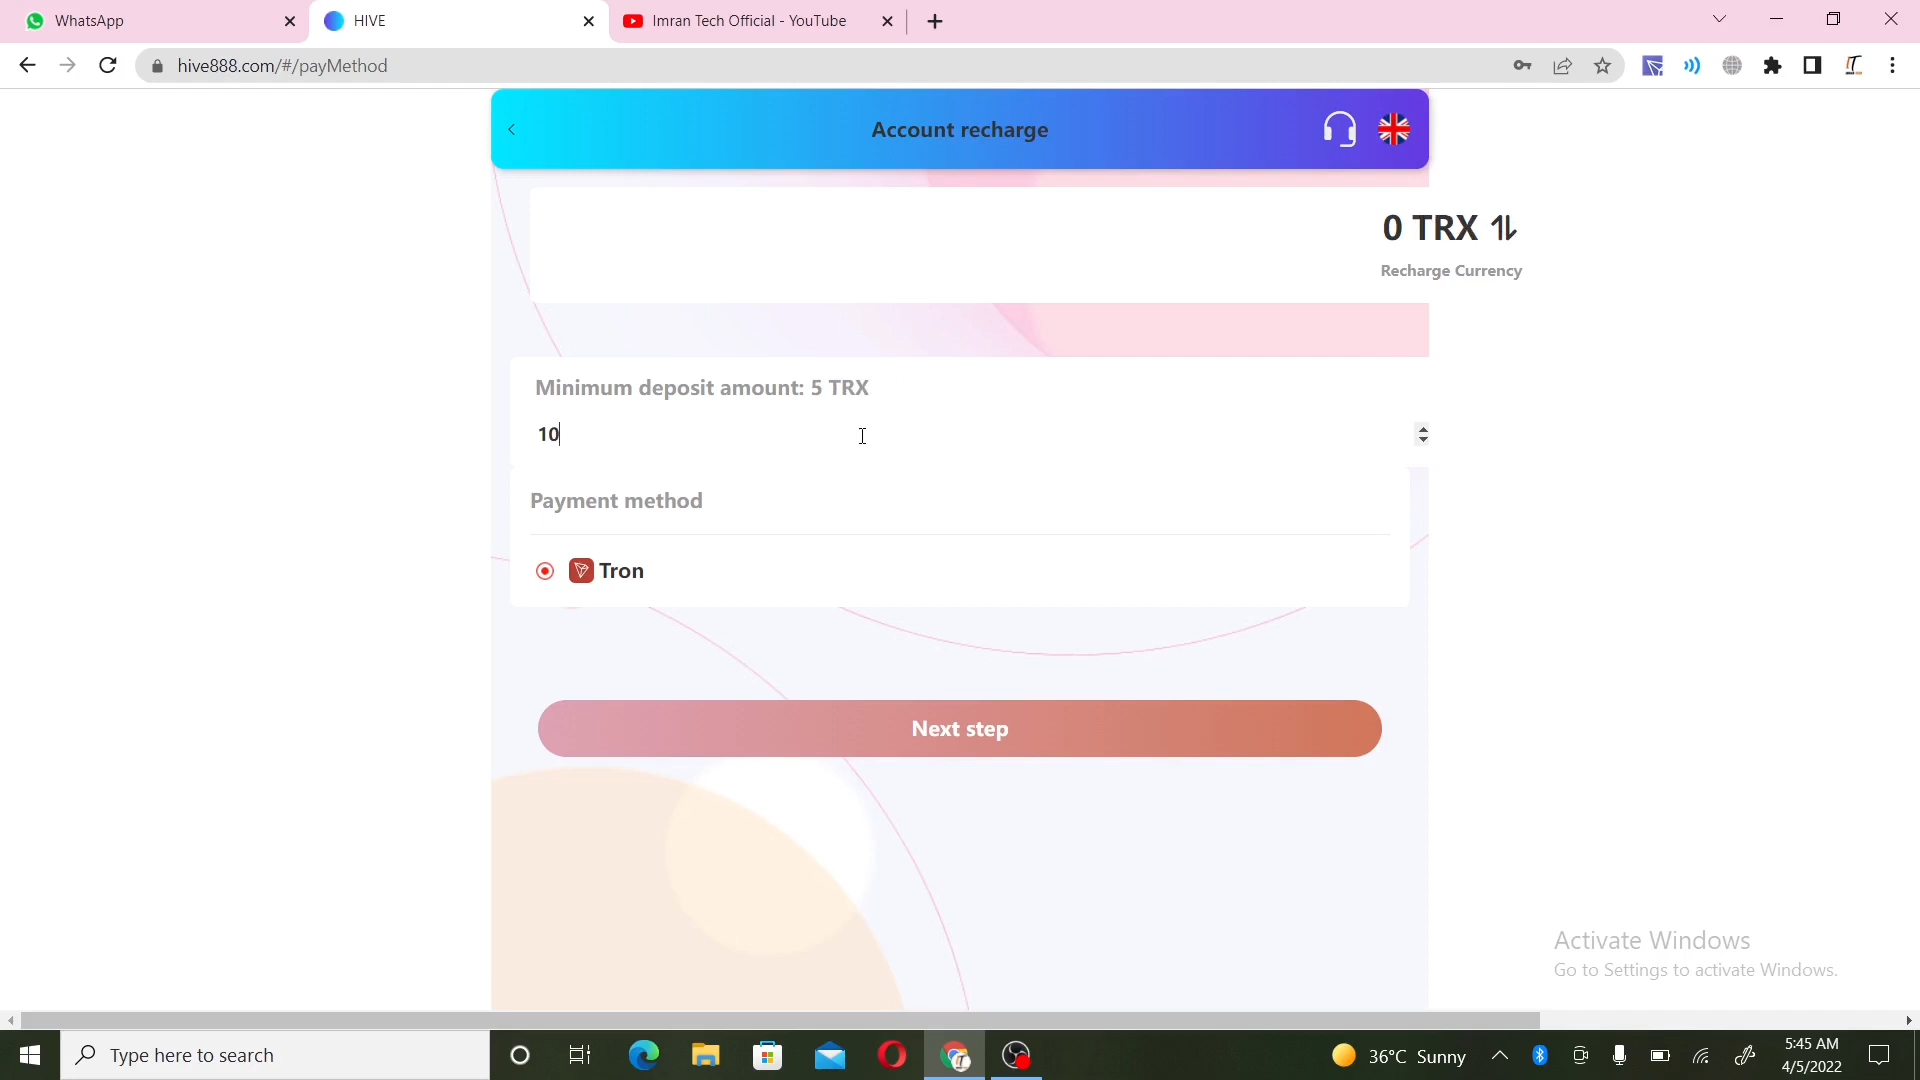 WhatsApp
HIVE
Imran Tech Official - YouTube
hive888.com/#/payMethod
Account recharge
0 TRX
Recharge Currency
Minimum deposit amount: 5 TRX
10
Payment method
Tron
Next step
Activate Windows
Go to Settings to activate Windows.
Type here to search
36°C Sunny
5:45 AM
4/5/2022